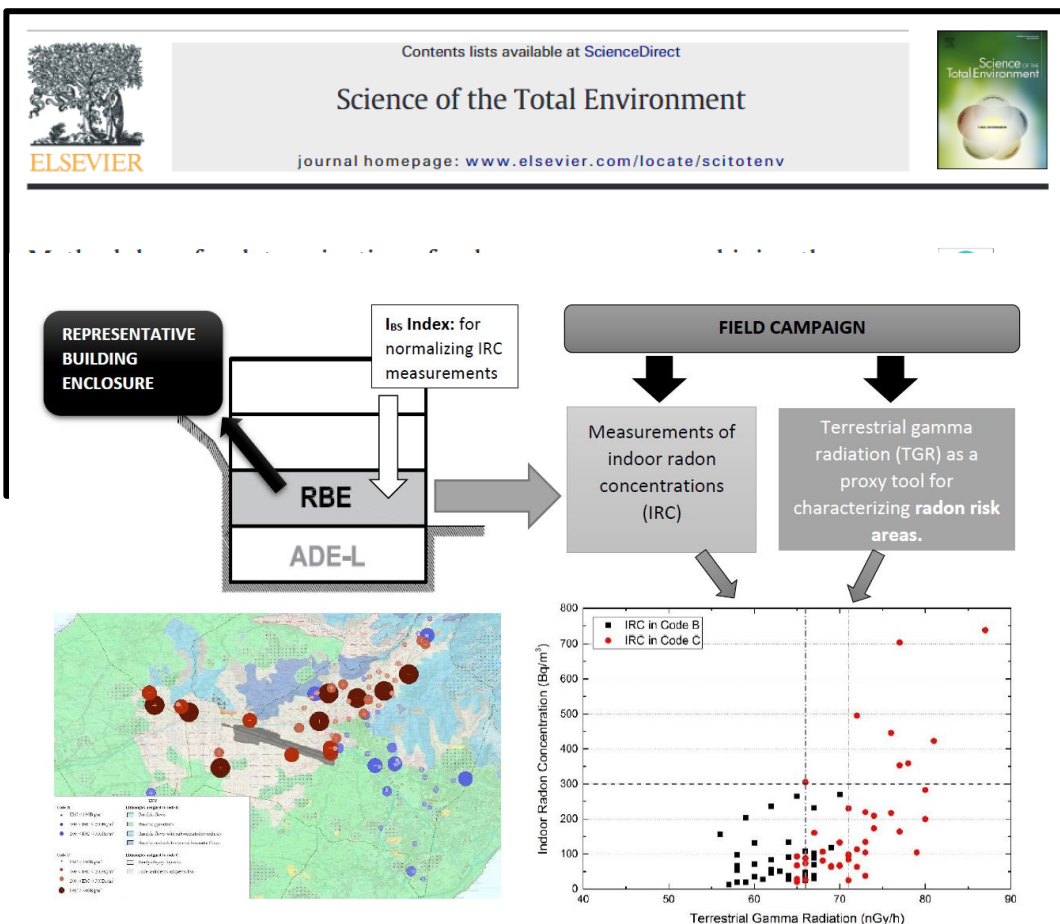 Contents lists available at ScienceDirect
Science of the Total Environment
journal homepage: www.elsevier.com/locate/scitotenv
ELSEVIER
Science OF THE
Total Environment
REPRESENTATIVE
BUILDING
ENCLOSURE
I_BS Index: for
normalizing IRC
measurements
RBE
ADE-L
FIELD CAMPAIGN
Measurements of
indoor radon
concentrations
(IRC)
Terrestrial gamma
radiation (TGR) as a
proxy tool for
characterizing radon risk
areas.
IRC in Code B
IRC in Code C
Indoor Radon Concentration (Bq/m³)
800
700
600
500
400
300
200
100
0
40
50
60
70
80
90
Terrestrial Gamma Radiation (nGy/h)